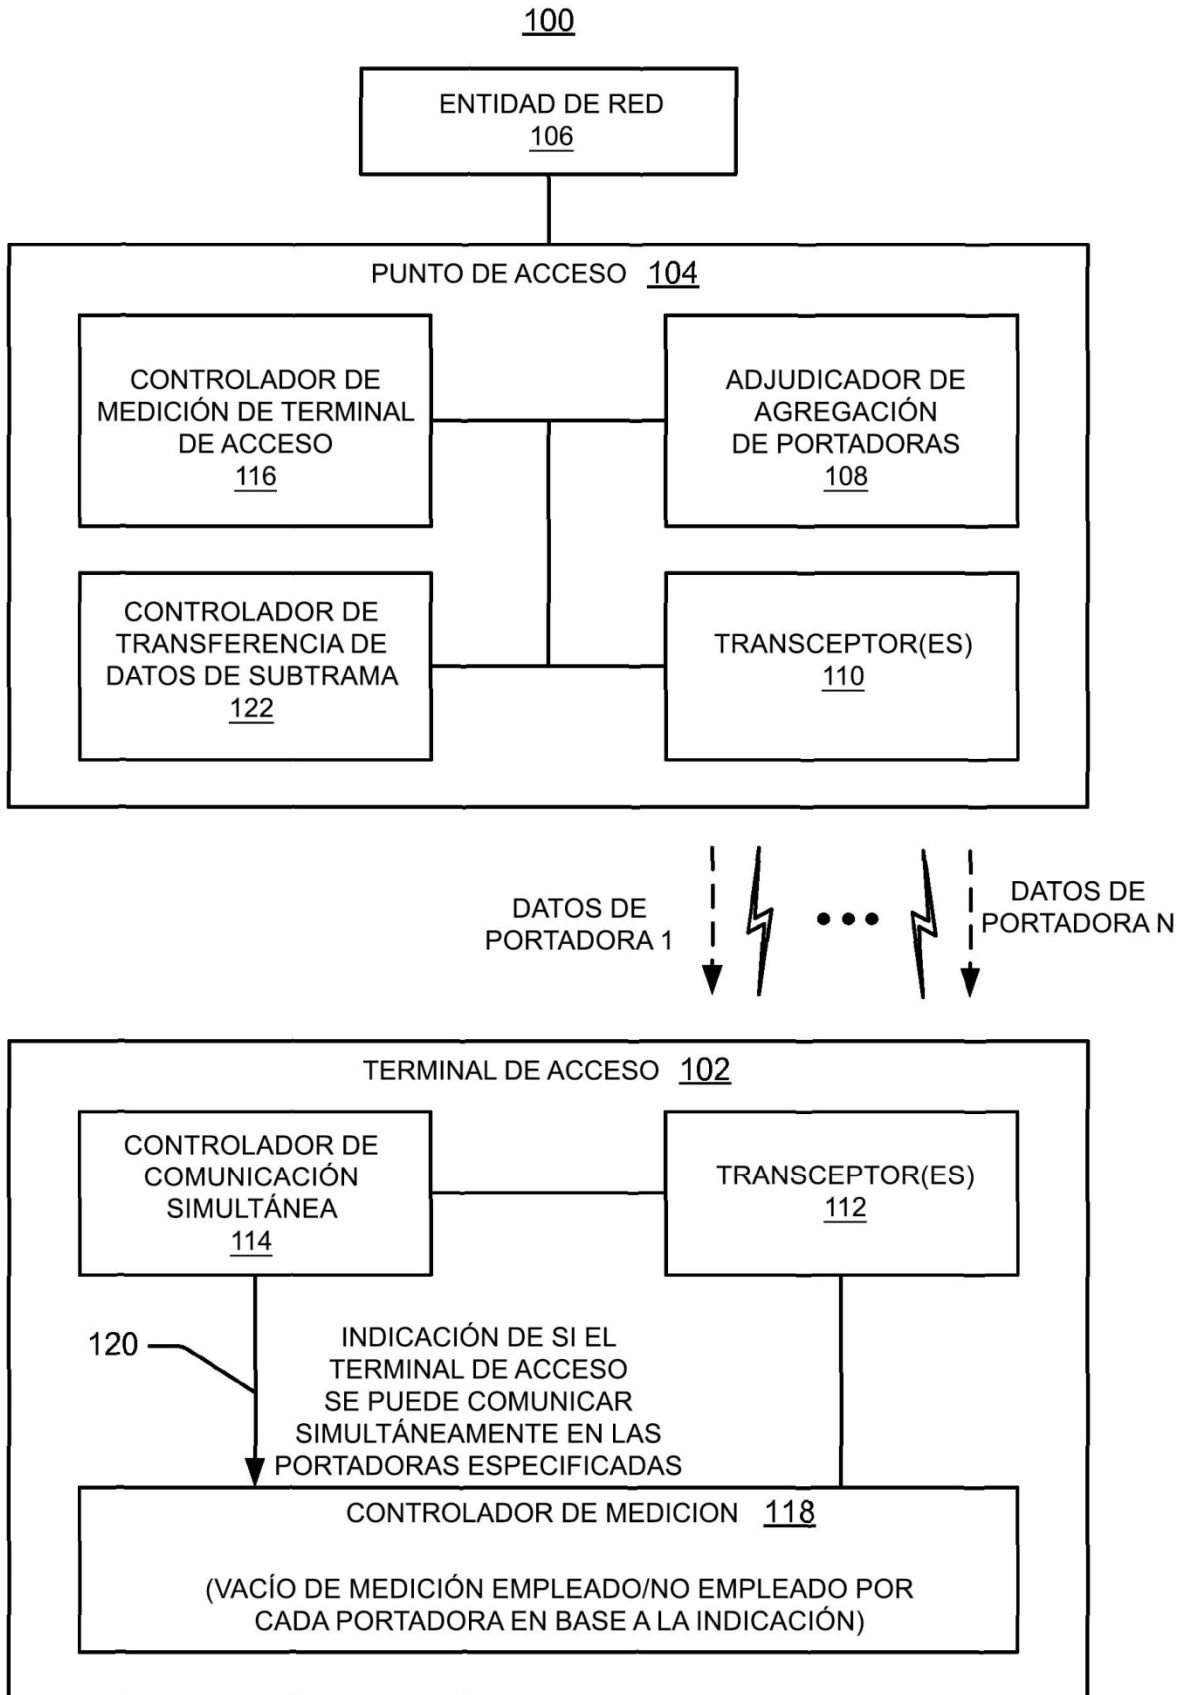 100
ENTIDAD DE RED
106
PUNTO DE ACCESO 104
CONTROLADOR DE
MEDICIÓN DE TERMINAL
DE ACCESO
116
ADJUDICADOR DE
AGREGACIÓN
DE PORTADORAS
108
CONTROLADOR DE
TRANSFERENCIA DE
DATOS DE SUBTRAMA
122
TRANSCEPTOR(ES)
110
DATOS DE
PORTADORA 1
DATOS DE
PORTADORA N
TERMINAL DE ACCESO 102
CONTROLADOR DE
COMUNICACIÓN
SIMULTÁNEA
114
TRANSCEPTOR(ES)
112
120
INDICACIÓN DE SI EL
TERMINAL DE ACCESO
SE PUEDE COMUNICAR
SIMULTÁNEAMENTE EN LAS
PORTADORAS ESPECIFICADAS
CONTROLADOR DE MEDICION 118
(VACÍO DE MEDICIÓN EMPLEADO/NO EMPLEADO POR
CADA PORTADORA EN BASE A LA INDICACIÓN)